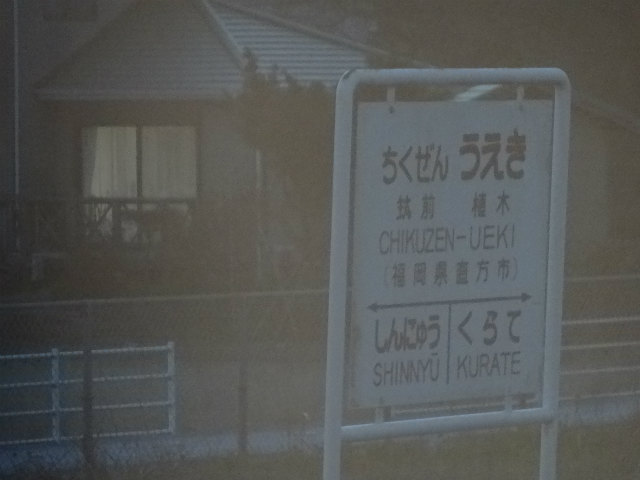 ちくぜん うえき
筑前 植木
CHIKUZEN-UEKI
(福岡県直方市)
しんにゅう くらて
SHINNYŪ KURATE